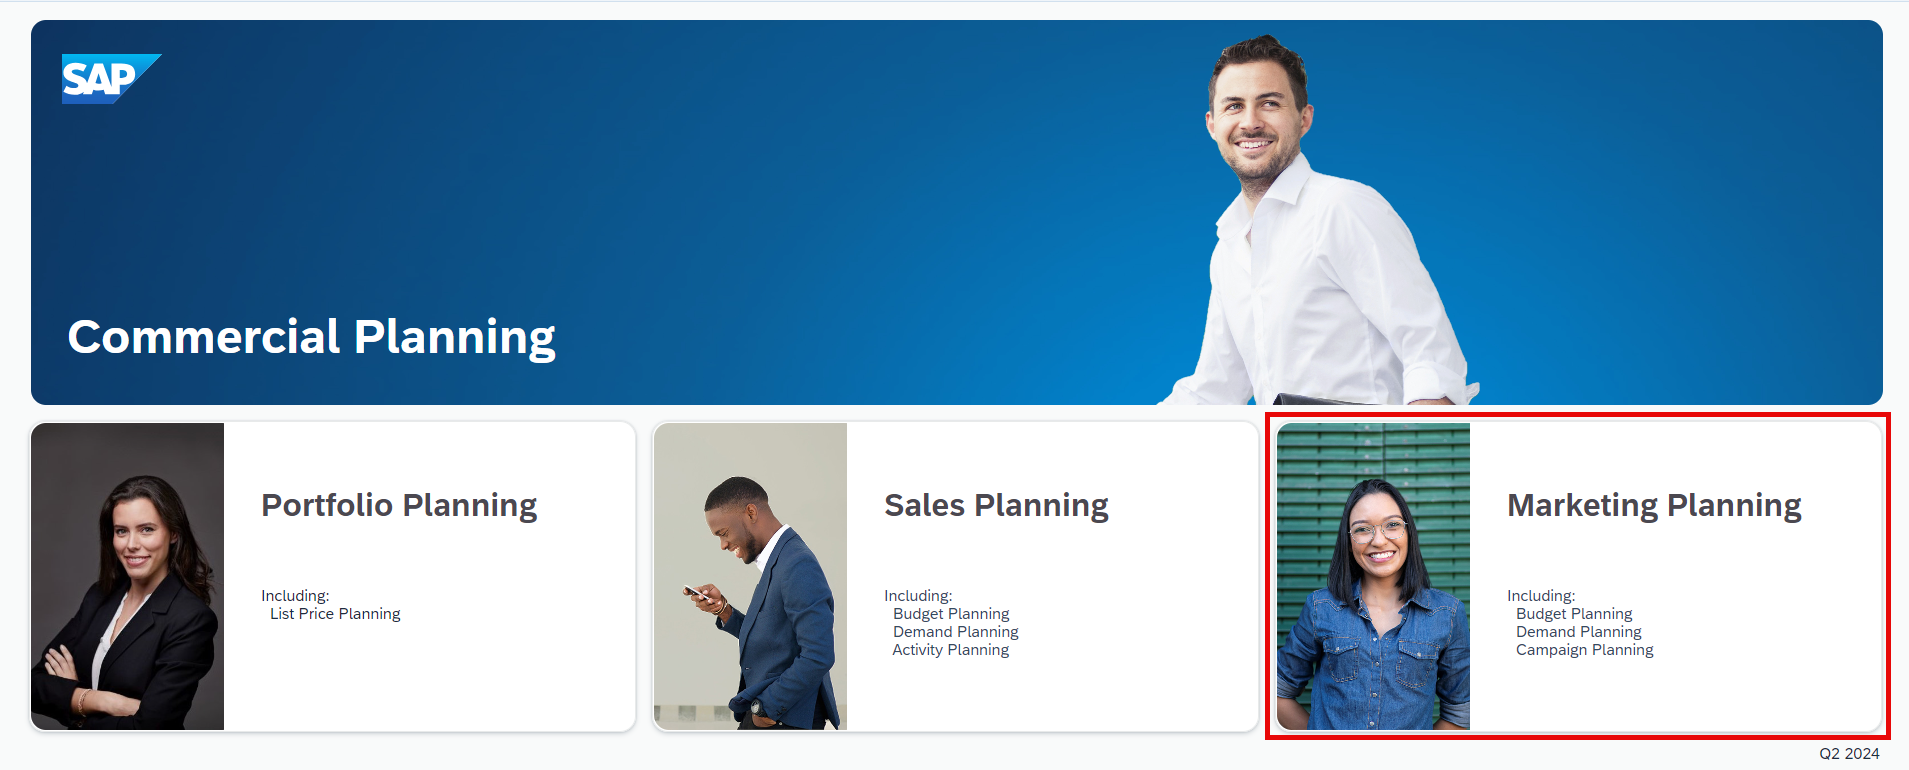 SAP
Commercial Planning
Portfolio Planning
Including:
List Price Planning
Sales Planning
Including:
Budget Planning
Demand Planning
Activity Planning
Marketing Planning
Including:
Budget Planning
Demand Planning
Campaign Planning
Q2 2024